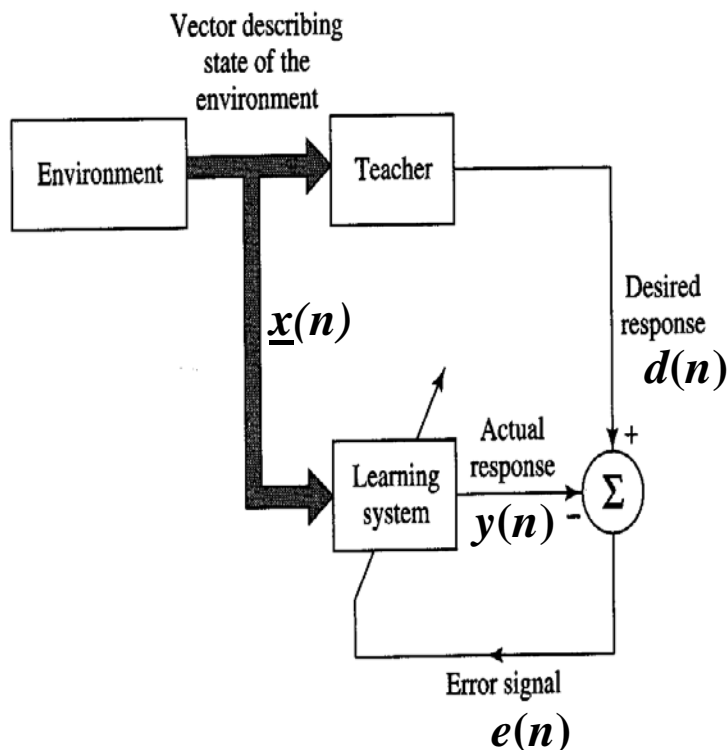 Vector describing
state of the
environment
Environment
Teacher
x(n)
Desired
response
d(n)
+
Learning
system
Actual
response
y(n)
−
Σ
Error signal
e(n)